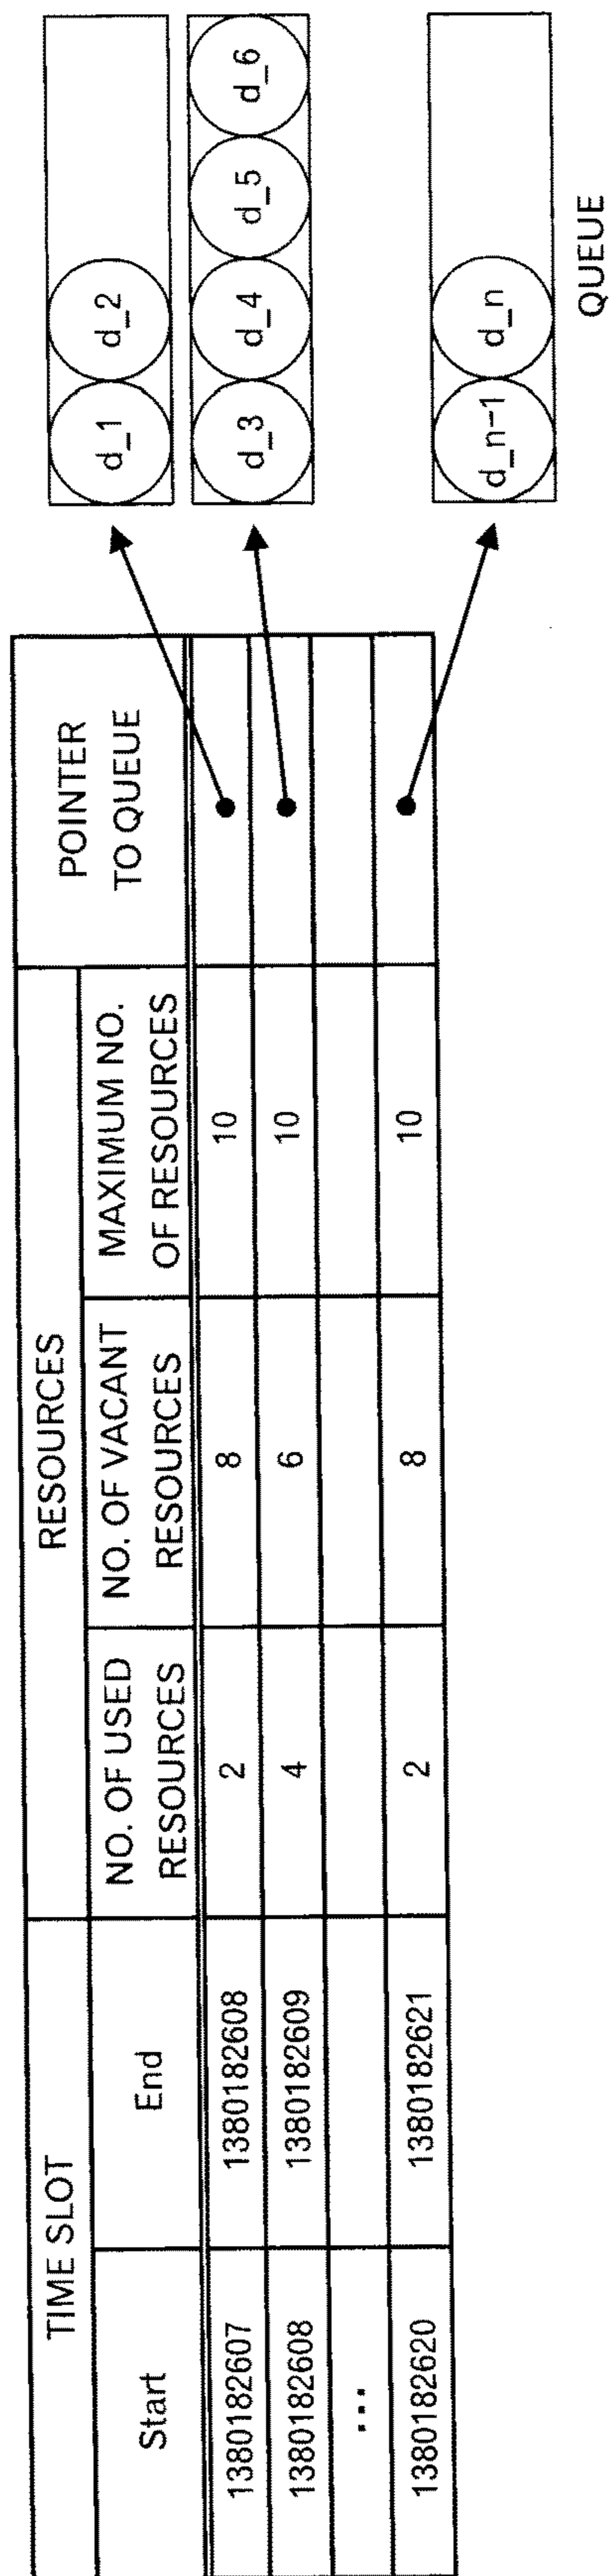 TIME SLOT
RESOURCES
POINTER
TO QUEUE
Start
End
NO. OF USED
RESOURCES
NO. OF VACANT
RESOURCES
MAXIMUM NO.
OF RESOURCES
1380182607 1380182608 2 8 10
1380182608 1380182609 4 6 10
...
1380182620 1380182621 2 8 10
d_1 d_2
d_3 d_4 d_5 d_6
d_n-1 d_n
QUEUE